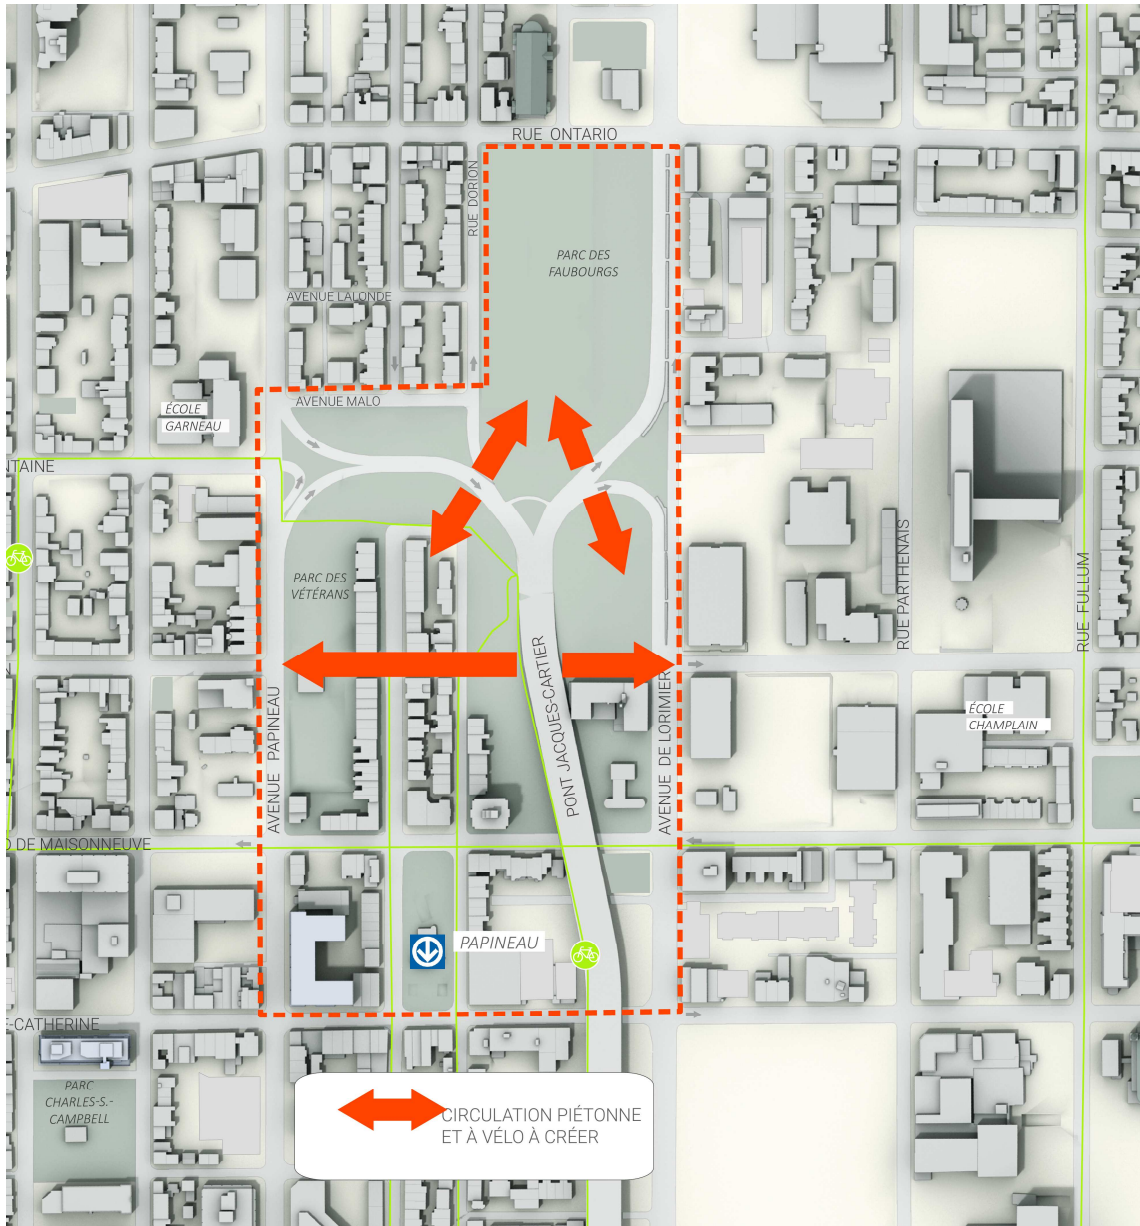 RUE ONTARIO
RUE DORION
PARC DES
FAUBOURGS
AVENUE LALONDE
AVENUE MALO
ÉCOLE
GARNEAU
NTAINE
PARC DES
VÉTÉRANS
RUE PARTHENAIS
RUE FULLUM
AVENUE PAPINEAU
PONT JACQUES-CARTIER
AVENUE DE LORIMIER
ÉCOLE
CHAMPLAIN
D DE MAISONNEUVE
PAPINEAU
E-CATHERINE
PARC
CHARLES-S.-
CAMPBELL
CIRCULATION PIÉTONNE
ET À VÉLO À CRÉER